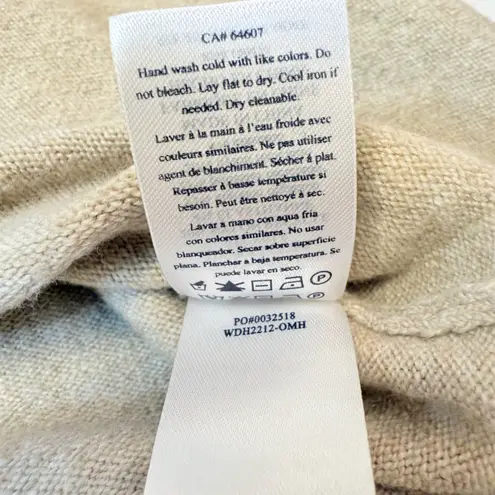 CA# 64607
Hand wash cold with like colors. Do
not bleach. Lay flat to dry. Cool iron if
needed. Dry cleanable.
Laver à la main à l'eau froide avec
couleurs similaires. Ne pas utiliser
agent de blanchiment. Sécher à plat.
Repasser à basse température si
besoin. Peut être nettoyé à sec.
Lavar a mano con aqua fria
con colores similares. No usar
blanqueador. Secar sobre superficie
plana. Planchar a baja temperatura. Se
puede lavar en seco.
P
PO#0032518
WDH2212-OMH